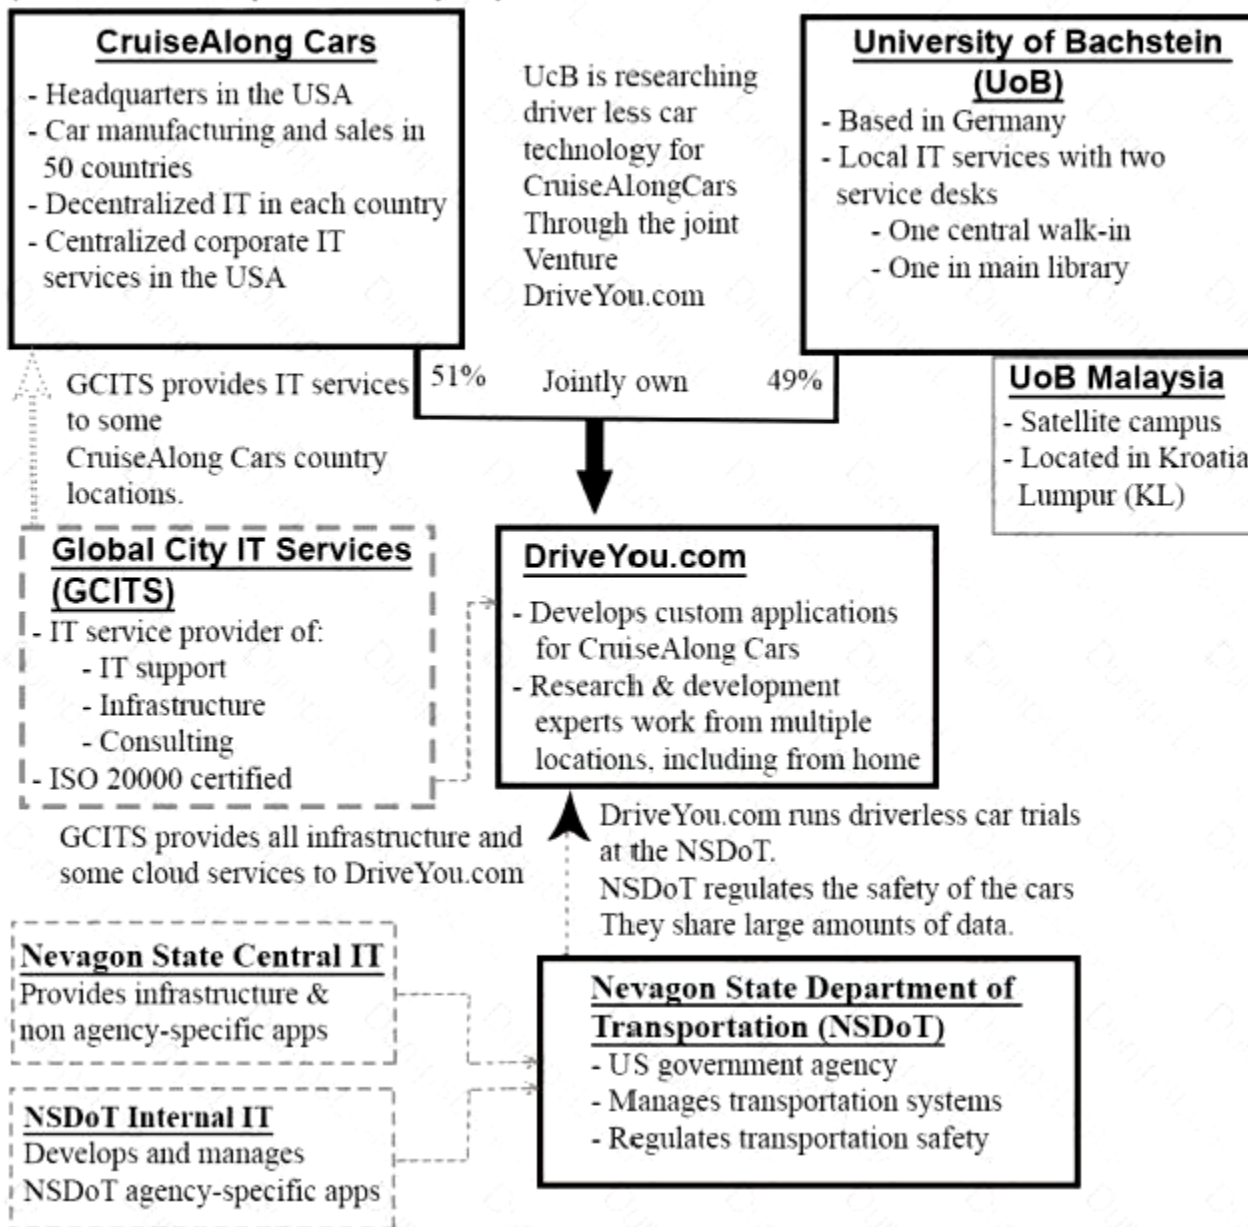 CruiseAlong Cars
- Headquarters in the USA
- Car manufacturing and sales in
50 countries
- Decentralized IT in each country
- Centralized corporate IT
services in the USA
UcB is researching
driver less car
technology for
CruiseAlongCars
Through the joint
Venture
DriveYou.com
University of Bachstein
(UoB)
- Based in Germany
- Local IT services with two
service desks
- One central walk-in
- One in main library
51%
Jointly own
49%
UoB Malaysia
- Satellite campus
- Located in Kroatia
Lumpur (KL)
GCITS provides IT services
to some
CruiseAlong Cars country
locations.
Global City IT Services
(GCITS)
- IT service provider of:
- IT support
- Infrastructure
- Consulting
- ISO 20000 certified
DriveYou.com
- Develops custom applications
for CruiseAlong Cars
- Research & development
experts work from multiple
locations, including from home
GCITS provides all infrastructure and
some cloud services to DriveYou.com
DriveYou.com runs driverless car trials
at the NSDoT.
NSDoT regulates the safety of the cars
They share large amounts of data.
Nevagon State Central IT
Provides infrastructure &
non agency-specific apps
NSDoT Internal IT
Develops and manages
NSDoT agency-specific apps
Nevagon State Department of
Transportation (NSDoT)
- US government agency
- Manages transportation systems
- Regulates transportation safety